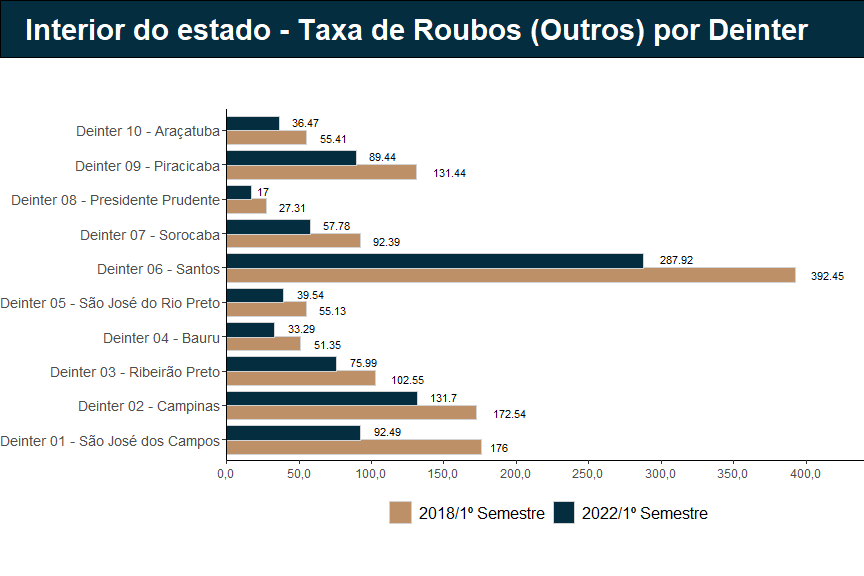 Interior do estado - Taxa de Roubos (Outros) por Deinter
Deinter 10 - Araçatuba
36.47
55.41
Deinter 09 - Piracicaba
89.44
131.44
Deinter 08 - Presidente Prudente
17
27.31
Deinter 07 - Sorocaba
57.78
92.39
Deinter 06 - Santos
287.92
392.45
Deinter 05 - São José do Rio Preto
39.54
55.13
Deinter 04 - Bauru
33.29
51.35
Deinter 03 - Ribeirão Preto
75.99
102.55
Deinter 02 - Campinas
131.7
172.54
Deinter 01 - São José dos Campos
92.49
176
0,0 50,0 100,0 150,0 200,0 250,0 300,0 350,0 400,0
2018/1º Semestre 2022/1º Semestre